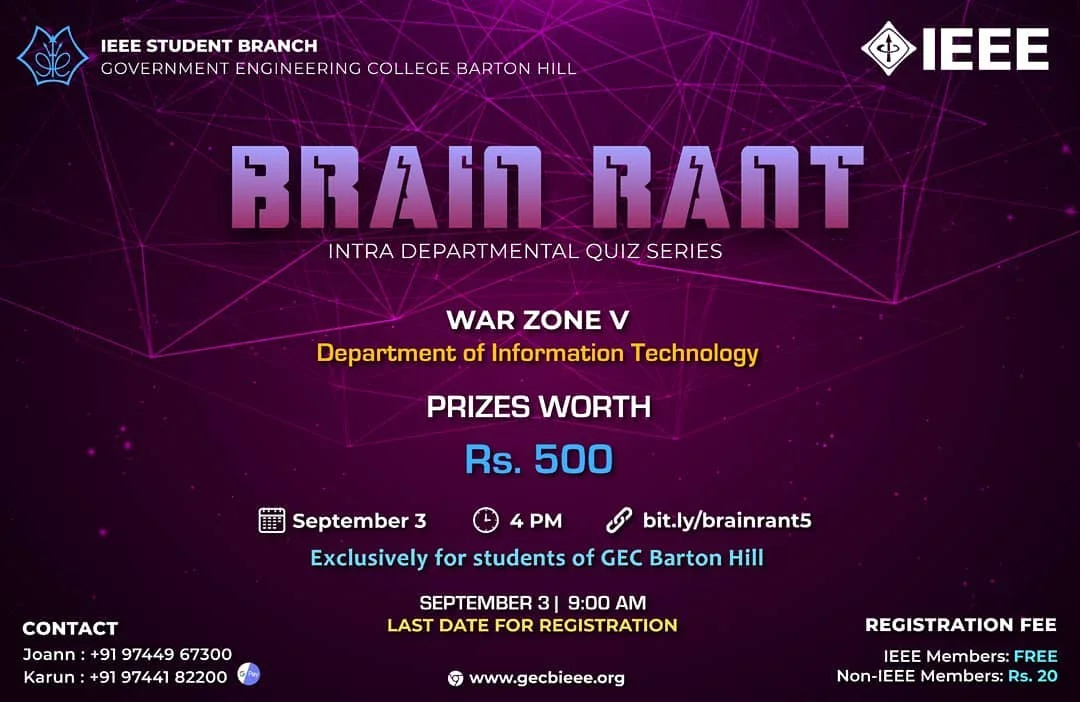 IEEE STUDENT BRANCH
GOVERNMENT ENGINEERING COLLEGE BARTON HILL
IEEE
BRAIN RANT
INTRA DEPARTMENTAL QUIZ SERIES
WAR ZONE V
Department of Information Technology
PRIZES WORTH
Rs. 500
September 3 4 PM bit.ly/brainrant5
Exclusively for students of GEC Barton Hill
SEPTEMBER 3 | 9:00 AM
LAST DATE FOR REGISTRATION
CONTACT
Joann : +91 97449 67300
Karun : +91 97441 82200
www.gecbieee.org
REGISTRATION FEE
IEEE Members: FREE
Non-IEEE Members: Rs. 20